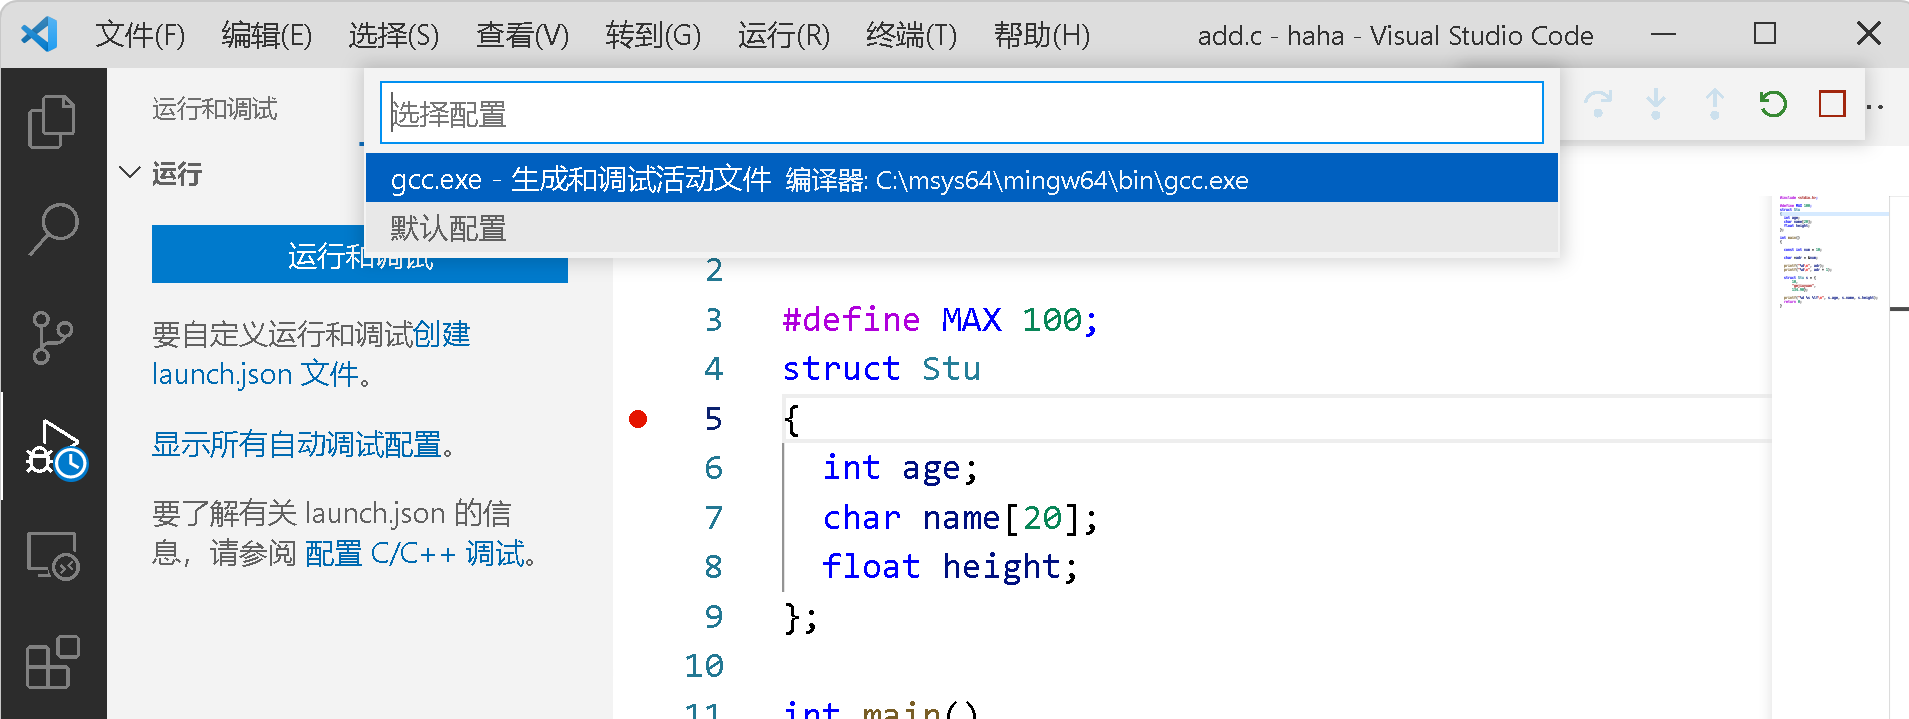 文件(F) 编辑(E) 选择(S) 查看(V) 转到(G) 运行(R) 终端(T) 帮助(H) add.c - haha - Visual Studio Code
运行和调试
选择配置
gcc.exe - 生成和调试活动文件 编译器: C:\msys64\mingw64\bin\gcc.exe
默认配置
运行
运行和调试
要自定义运行和调试创建
launch.json 文件。
显示所有自动调试配置。
要了解有关 launch.json 的信
息，请参阅 配置 C/C++ 调试。
2
3 #define MAX 100;
4 struct Stu
5 {
6 int age;
7 char name[20];
8 float height;
9 };
10
11 int main()